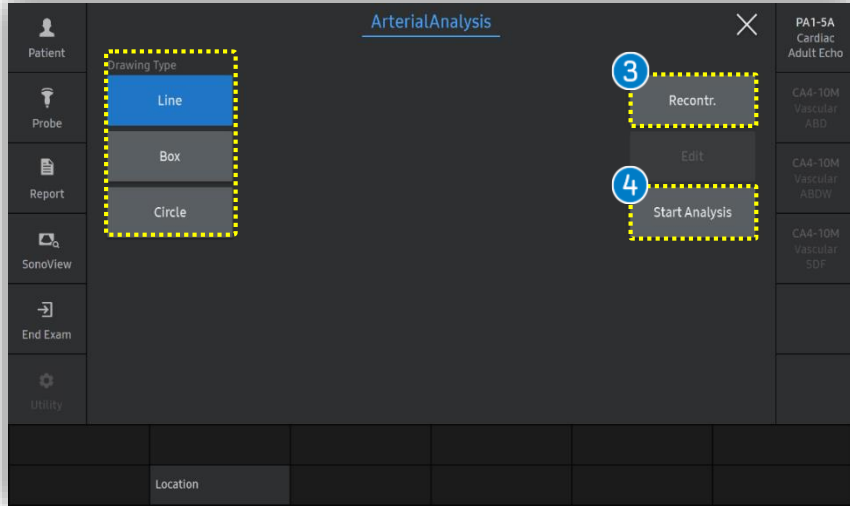 ArterialAnalysis
Patient
Probe
Report
SonoView
End Exam
Utility
Drawing Type
Line
Box
Circle
3
Recontr.
Edit
4
Start Analysis
PA1-5A
Cardiac
Adult Echo
CA4-10M
Vascular
ABD
CA4-10M
Vascular
ABDW
CA4-10M
Vascular
SDF
Location